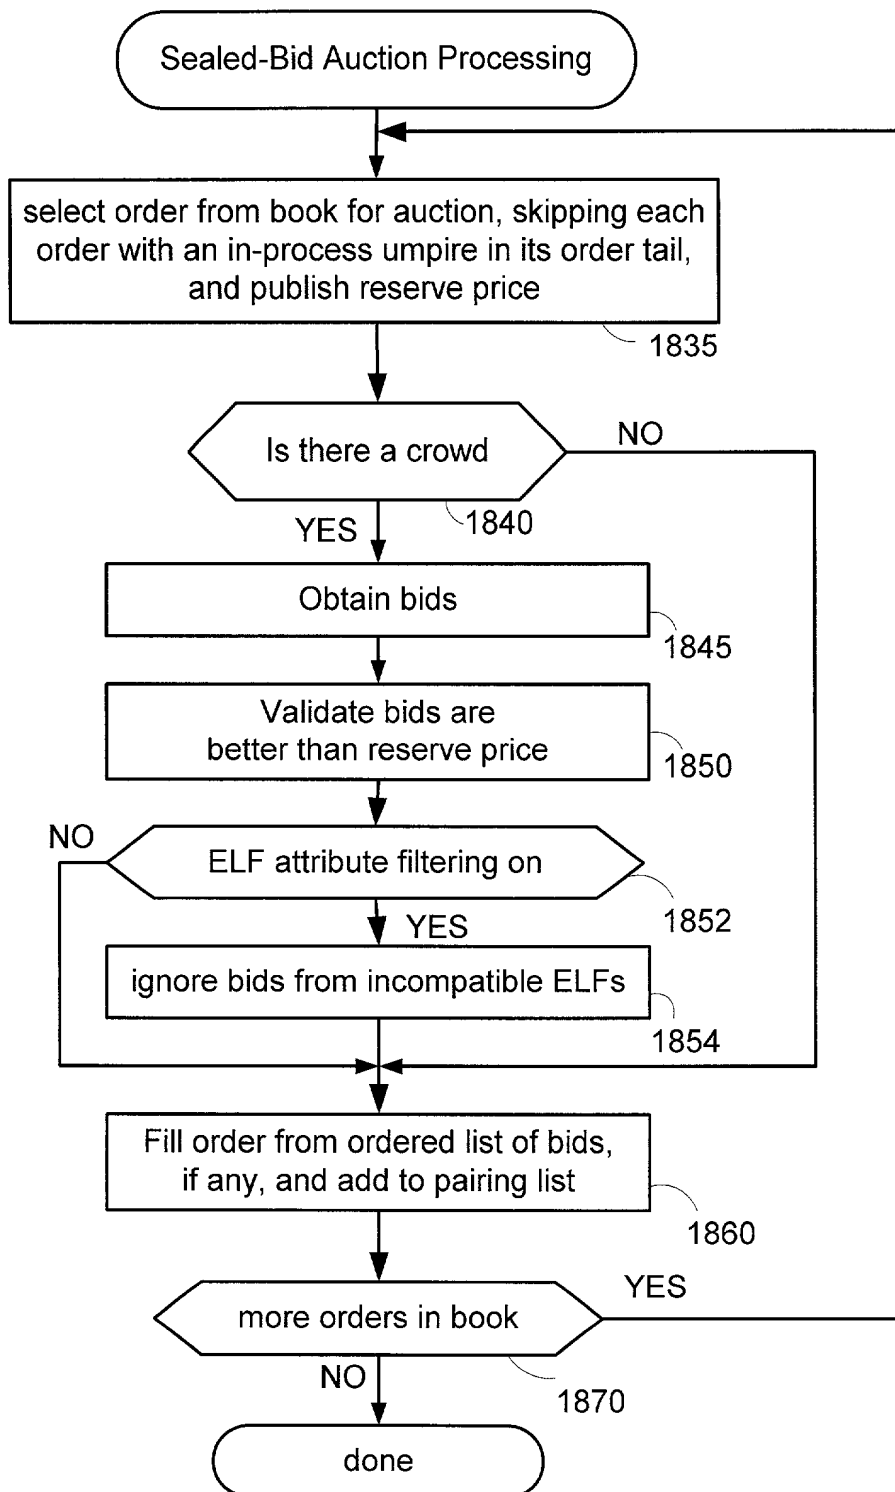 Sealed-Bid Auction Processing
select order from book for auction, skipping each
order with an in-process umpire in its order tail,
and publish reserve price
1835
Is there a crowd
NO
1840
YES
Obtain bids
1845
Validate bids are
better than reserve price
1850
NO
ELF attribute filtering on
1852
YES
ignore bids from incompatible ELFs
1854
Fill order from ordered list of bids,
if any, and add to pairing list
1860
YES
more orders in book
NO
1870
done